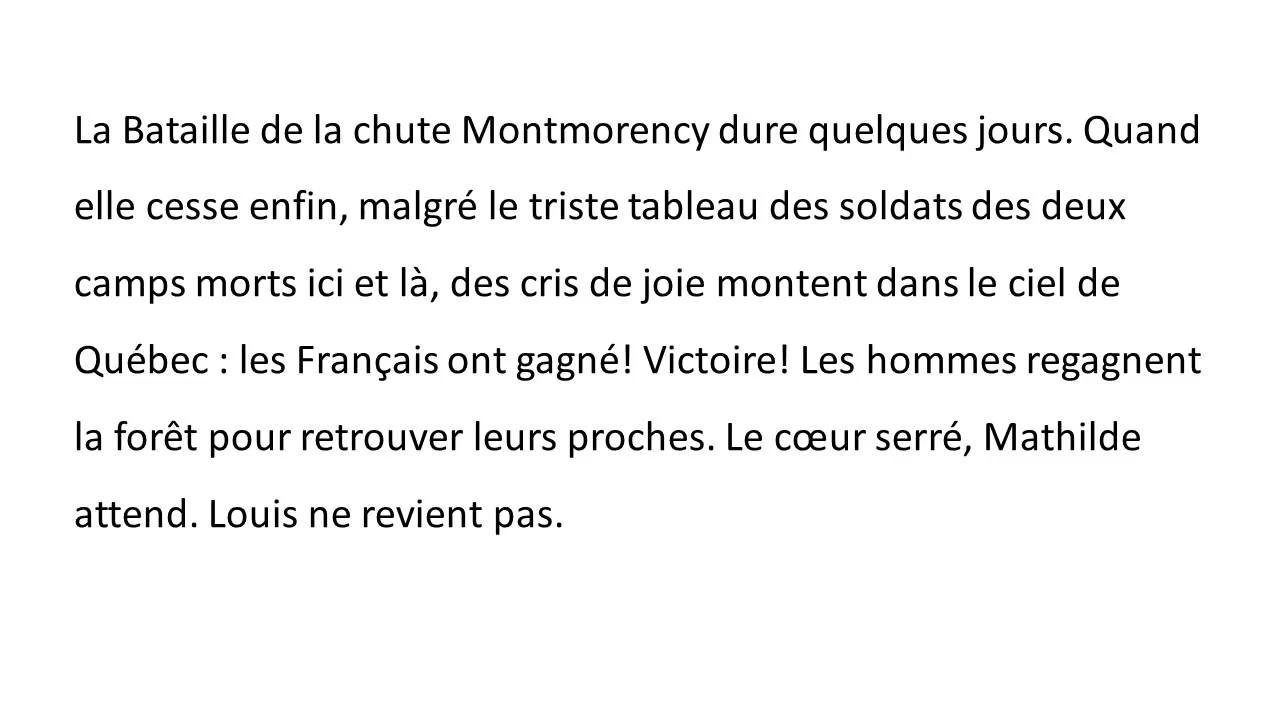 La Bataille de la chute Montmorency dure quelques jours. Quand
elle cesse enfin, malgré le triste tableau des soldats des deux
camps morts ici et là, des cris de joie montent dans le ciel de
Québec : les Français ont gagné! Victoire! Les hommes regagnent
la forêt pour retrouver leurs proches. Le cœur serré, Mathilde
attend. Louis ne revient pas.